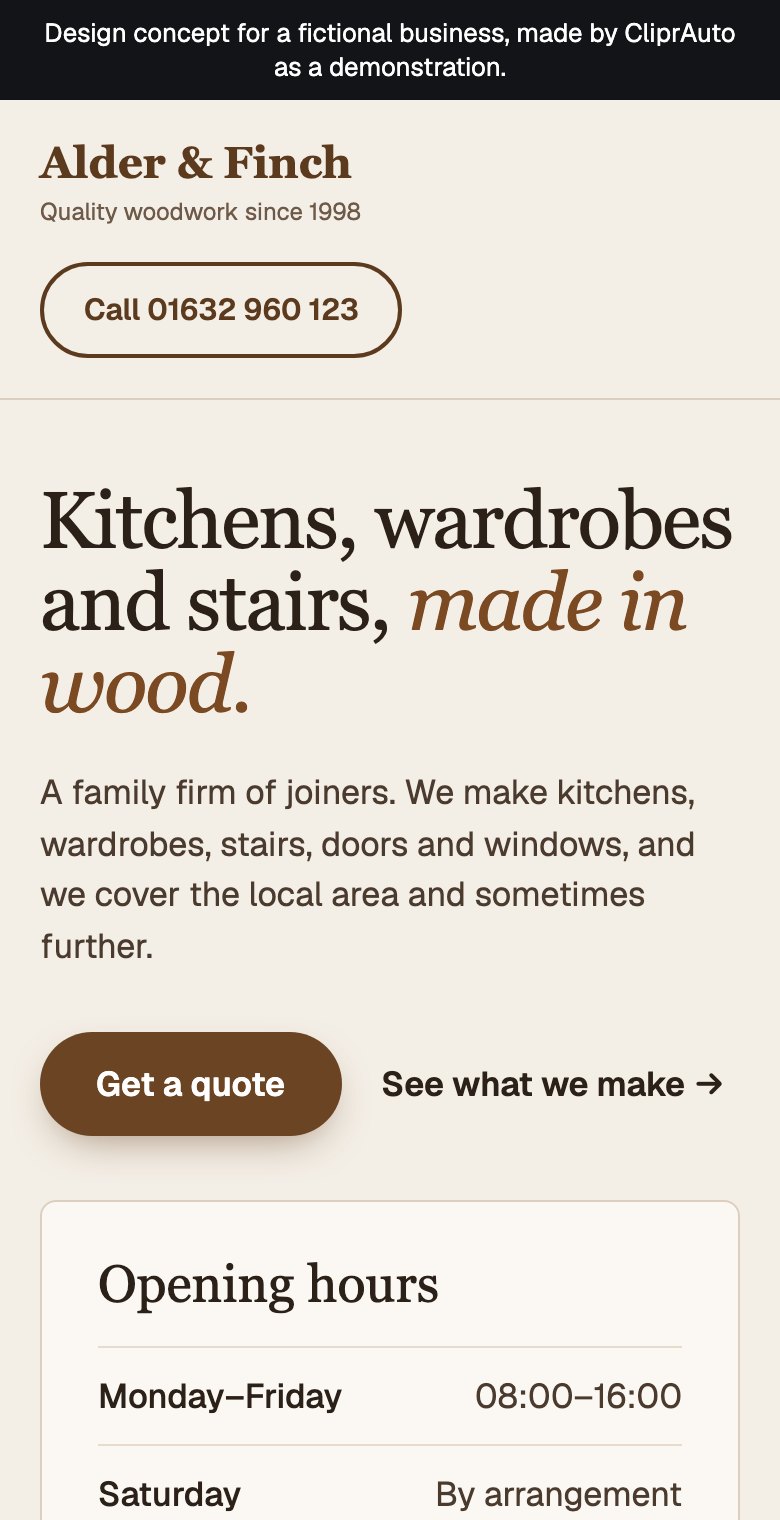 Design concept for a fictional business, made by CliprAuto
as a demonstration.
Alder & Finch
Quality woodwork since 1998
Call 01632 960 123
Kitchens, wardrobes
and stairs, made in
wood.
A family firm of joiners. We make kitchens,
wardrobes, stairs, doors and windows, and
we cover the local area and sometimes
further.
Get a quote
See what we make →
Opening hours
Monday–Friday 08:00–16:00
Saturday By arrangement